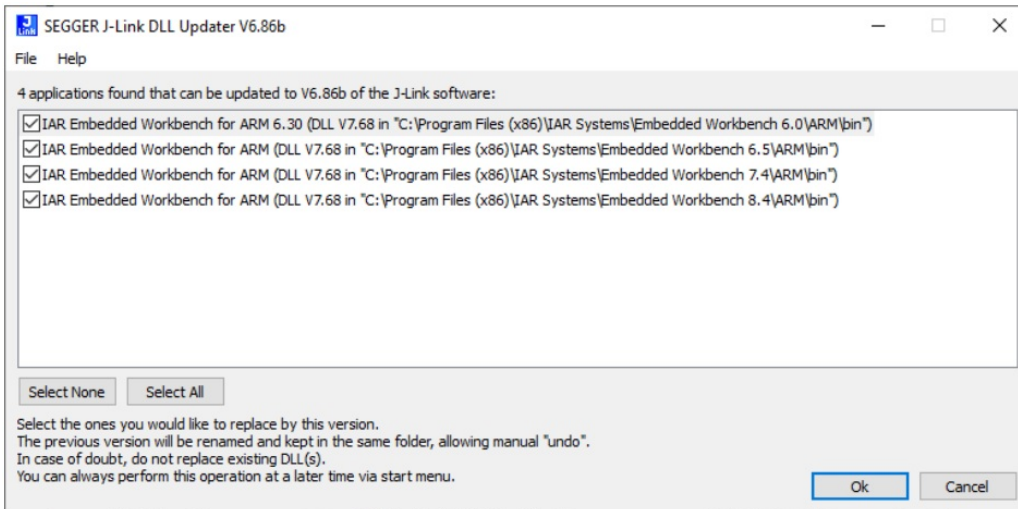 J Link
SEGGER J-Link DLL Updater V6.86b
File Help
4 applications found that can be updated to V6.86b of the J-Link software:
IAR Embedded Workbench for ARM 6.30 (DLL V7.68 in "C:\Program Files (x86)\IAR Systems\Embedded Workbench 6.0\ARM\bin")
IAR Embedded Workbench for ARM (DLL V7.68 in "C:\Program Files (x86)\IAR Systems\Embedded Workbench 6.5\ARM\bin")
IAR Embedded Workbench for ARM (DLL V7.68 in "C:\Program Files (x86)\IAR Systems\Embedded Workbench 7.4\ARM\bin")
IAR Embedded Workbench for ARM (DLL V7.68 in "C:\Program Files (x86)\IAR Systems\Embedded Workbench 8.4\ARM\bin")
Select None Select All
Select the ones you would like to replace by this version.
The previous version will be renamed and kept in the same folder, allowing manual "undo".
In case of doubt, do not replace existing DLL(s).
You can always perform this operation at a later time via start menu.
Ok Cancel